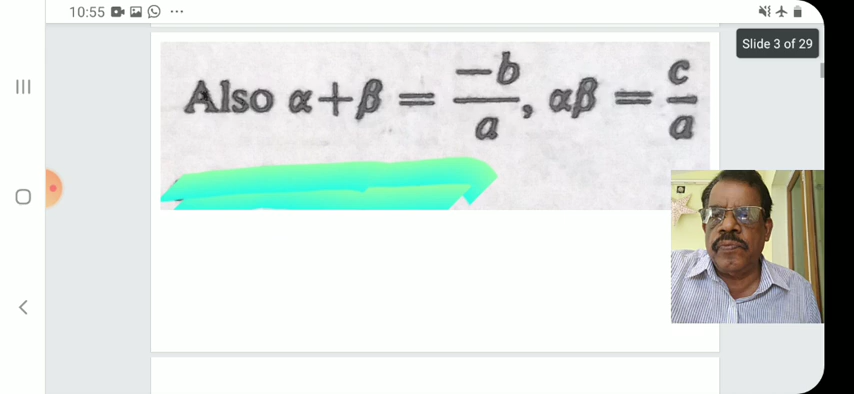 10:55
Slide 3 of 29
Also α+β = −b/a, αβ = c/a